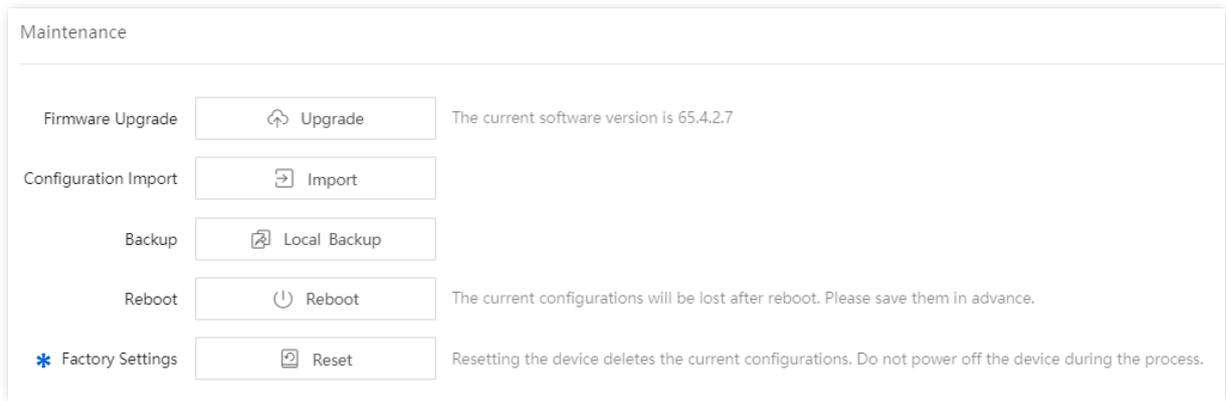 Maintenance
Firmware Upgrade Upgrade The current software version is 65.4.2.7
Configuration Import Import
Backup Local Backup
Reboot Reboot The current configurations will be lost after reboot. Please save them in advance.
* Factory Settings Reset Resetting the device deletes the current configurations. Do not power off the device during the process.